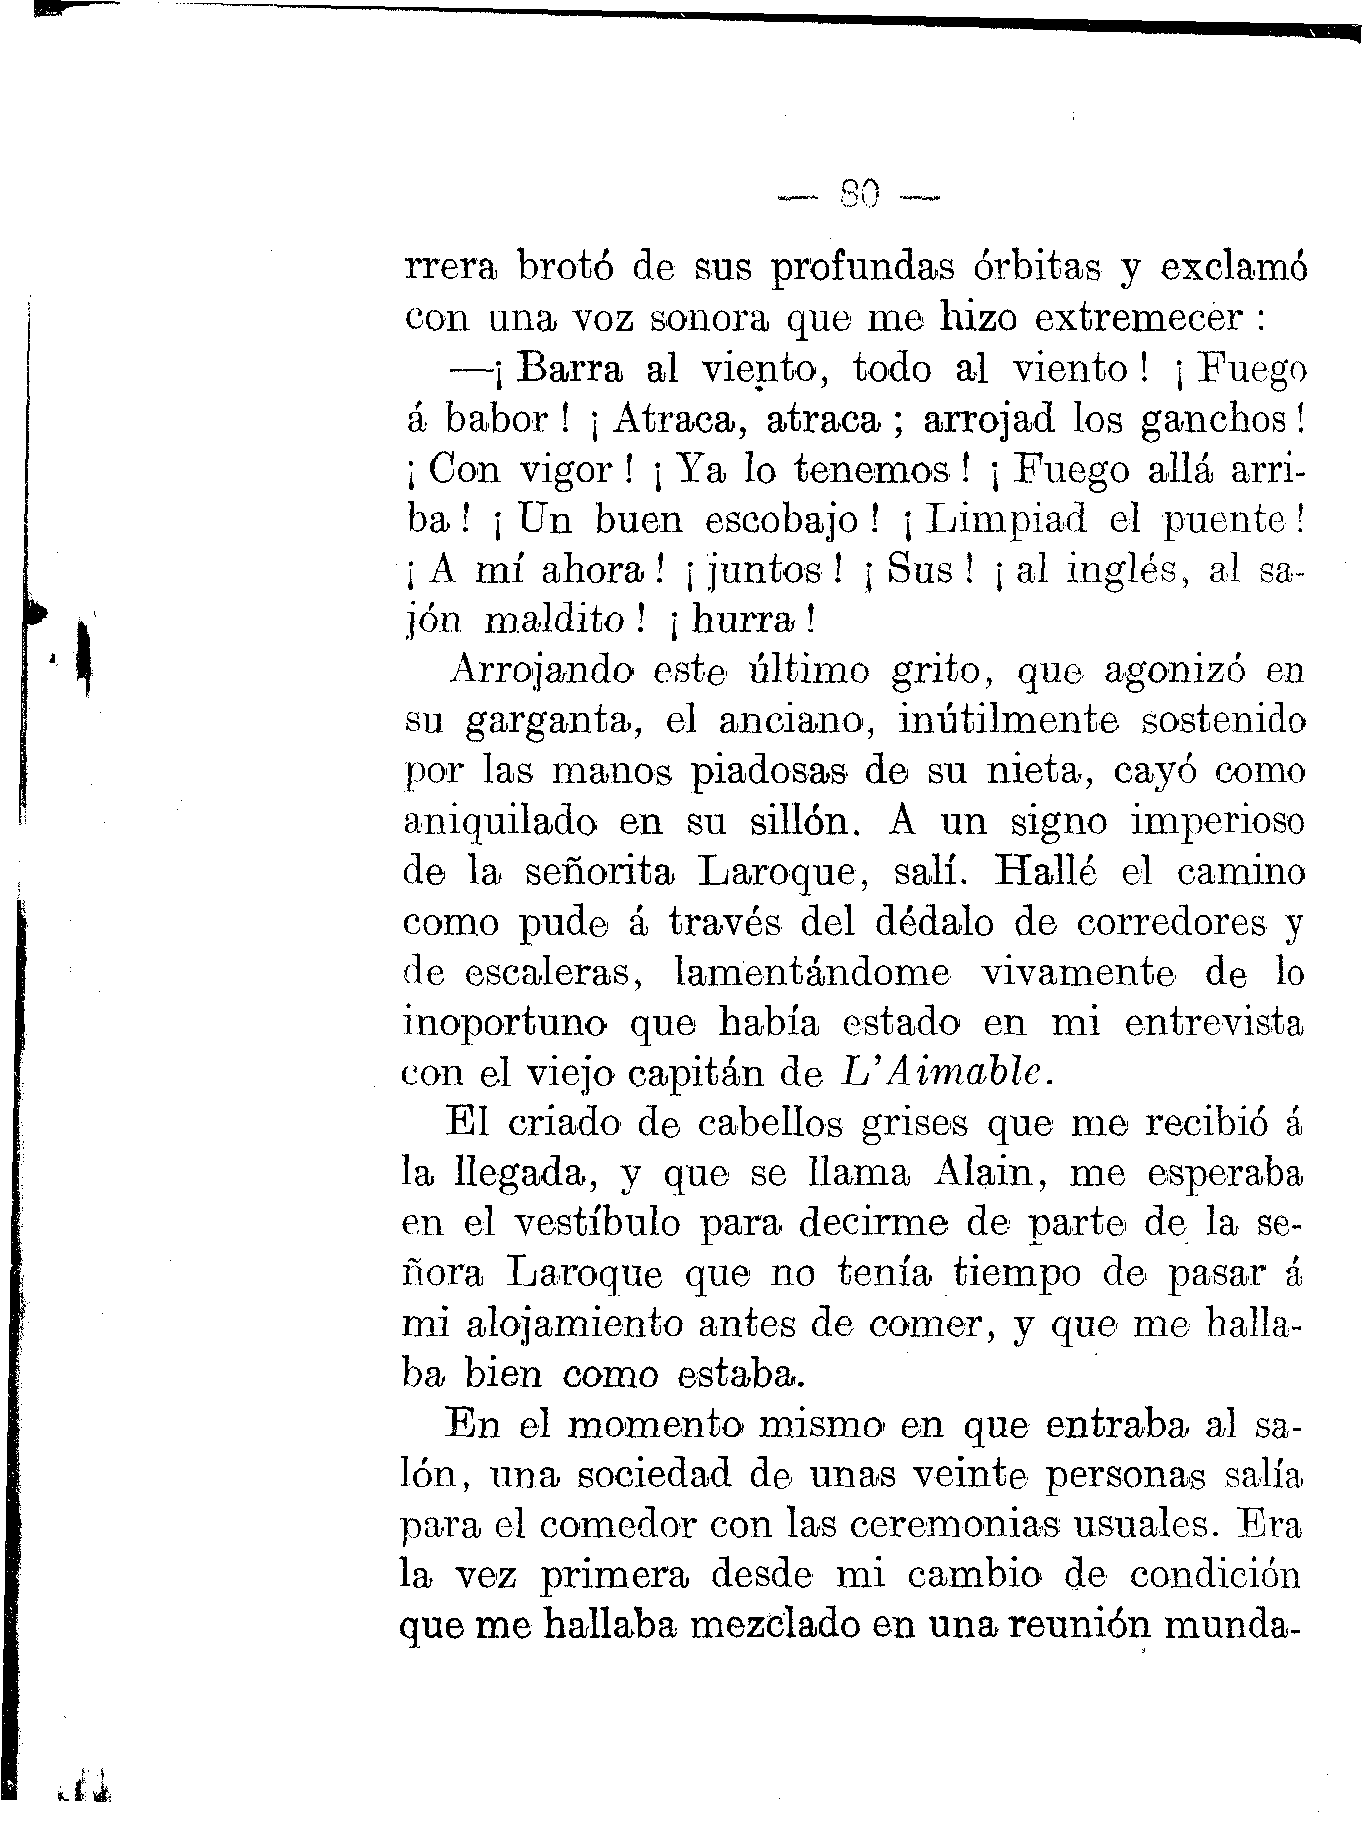 — 80 —
rrera brotó de sus profundas órbitas y exclamó
con una voz sonora que me hizo extremecer :
—¡ Barra al viento, todo al viento ! ¡ Fuego
á babor ! ¡ Atraca, atraca ; arrojad los ganchos !
¡ Con vigor ! ¡ Ya lo tenemos ! ¡ Fuego allá arri-
ba ! ¡ Un buen escobajo ! ¡ Limpiad el puente !
¡ A mí ahora ! ¡ juntos ! ¡ Sus ! ¡ al inglés, al sa-
jón maldito ! ¡ hurra !
Arrojando este último grito, que agonizó en
su garganta, el anciano, inútilmente sostenido
por las manos piadosas de su nieta, cayó como
aniquilado en su sillón. A un signo imperioso
de la señorita Laroque, salí. Hallé el camino
como pude á través del dédalo de corredores y
de escaleras, lamentándome vivamente de lo
inoportuno que había estado en mi entrevista
con el viejo capitán de L'Aimable.
El criado de cabellos grises que me recibió á
la llegada, y que se llama Alain, me esperaba
en el vestíbulo para decirme de parte de la se-
ñora Laroque que no tenía tiempo de pasar á
mi alojamiento antes de comer, y que me halla-
ba bien como estaba.
En el momento mismo en que entraba al sa-
lón, una sociedad de unas veinte personas salía
para el comedor con las ceremonias usuales. Era
la vez primera desde mi cambio de condición
que me hallaba mezclado en una reunión munda-